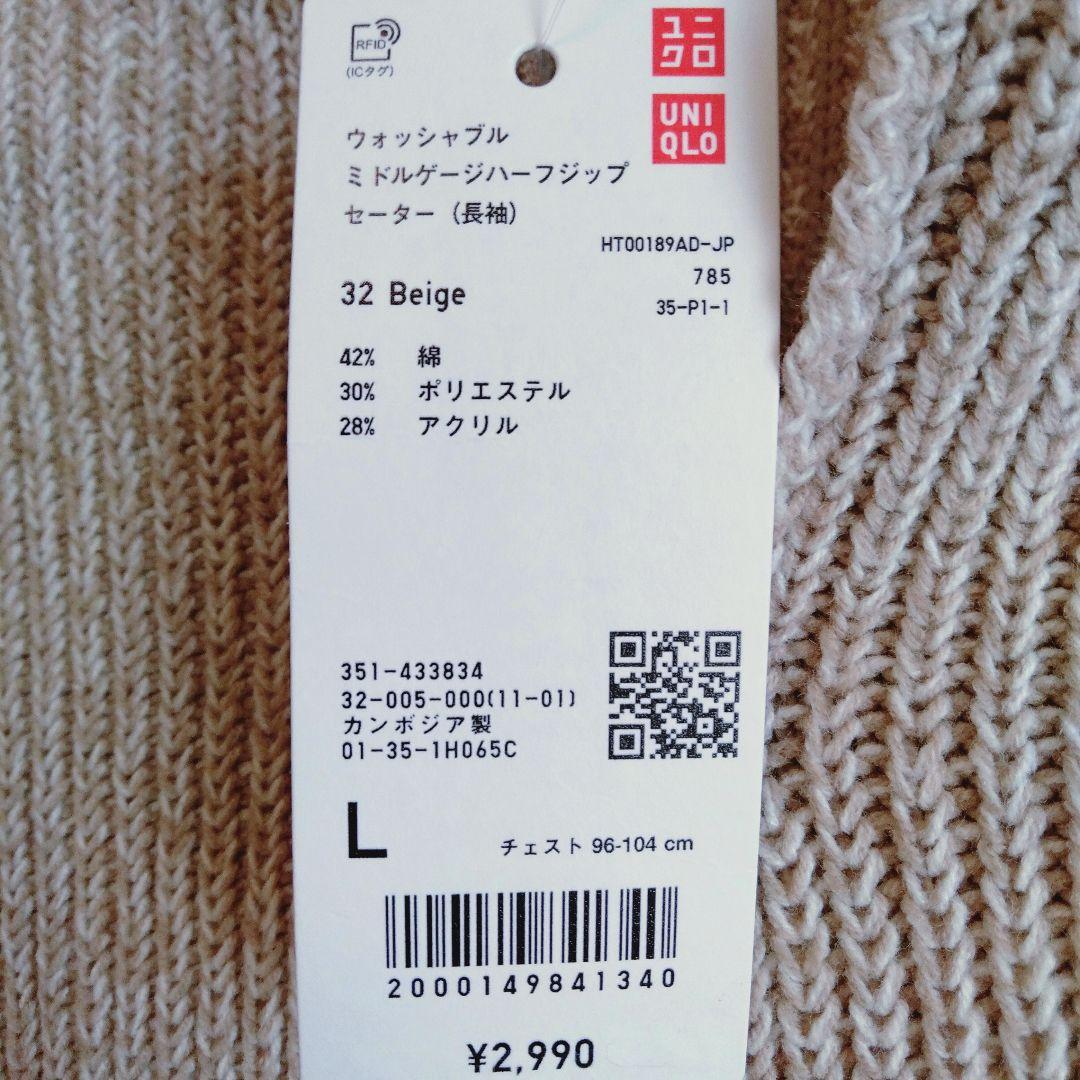 RFID
(ICタグ)
ユニ
クロ
UNI
QLO
ウォッシャブル
ミドルゲージハーフジップ
セーター（長袖）
HT00189AD-JP
785
35-P1-1
32 Beige
42% 綿
30% ポリエステル
28% アクリル
351-433834
32-005-000(11-01)
カンボジア製
01-35-1H065C
L
チェスト 96-104 cm
2000149841340
¥2,990